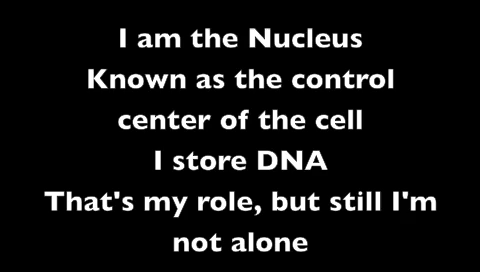 I am the Nucleus
Known as the control
center of the cell
I store DNA
That's my role, but still I'm
not alone